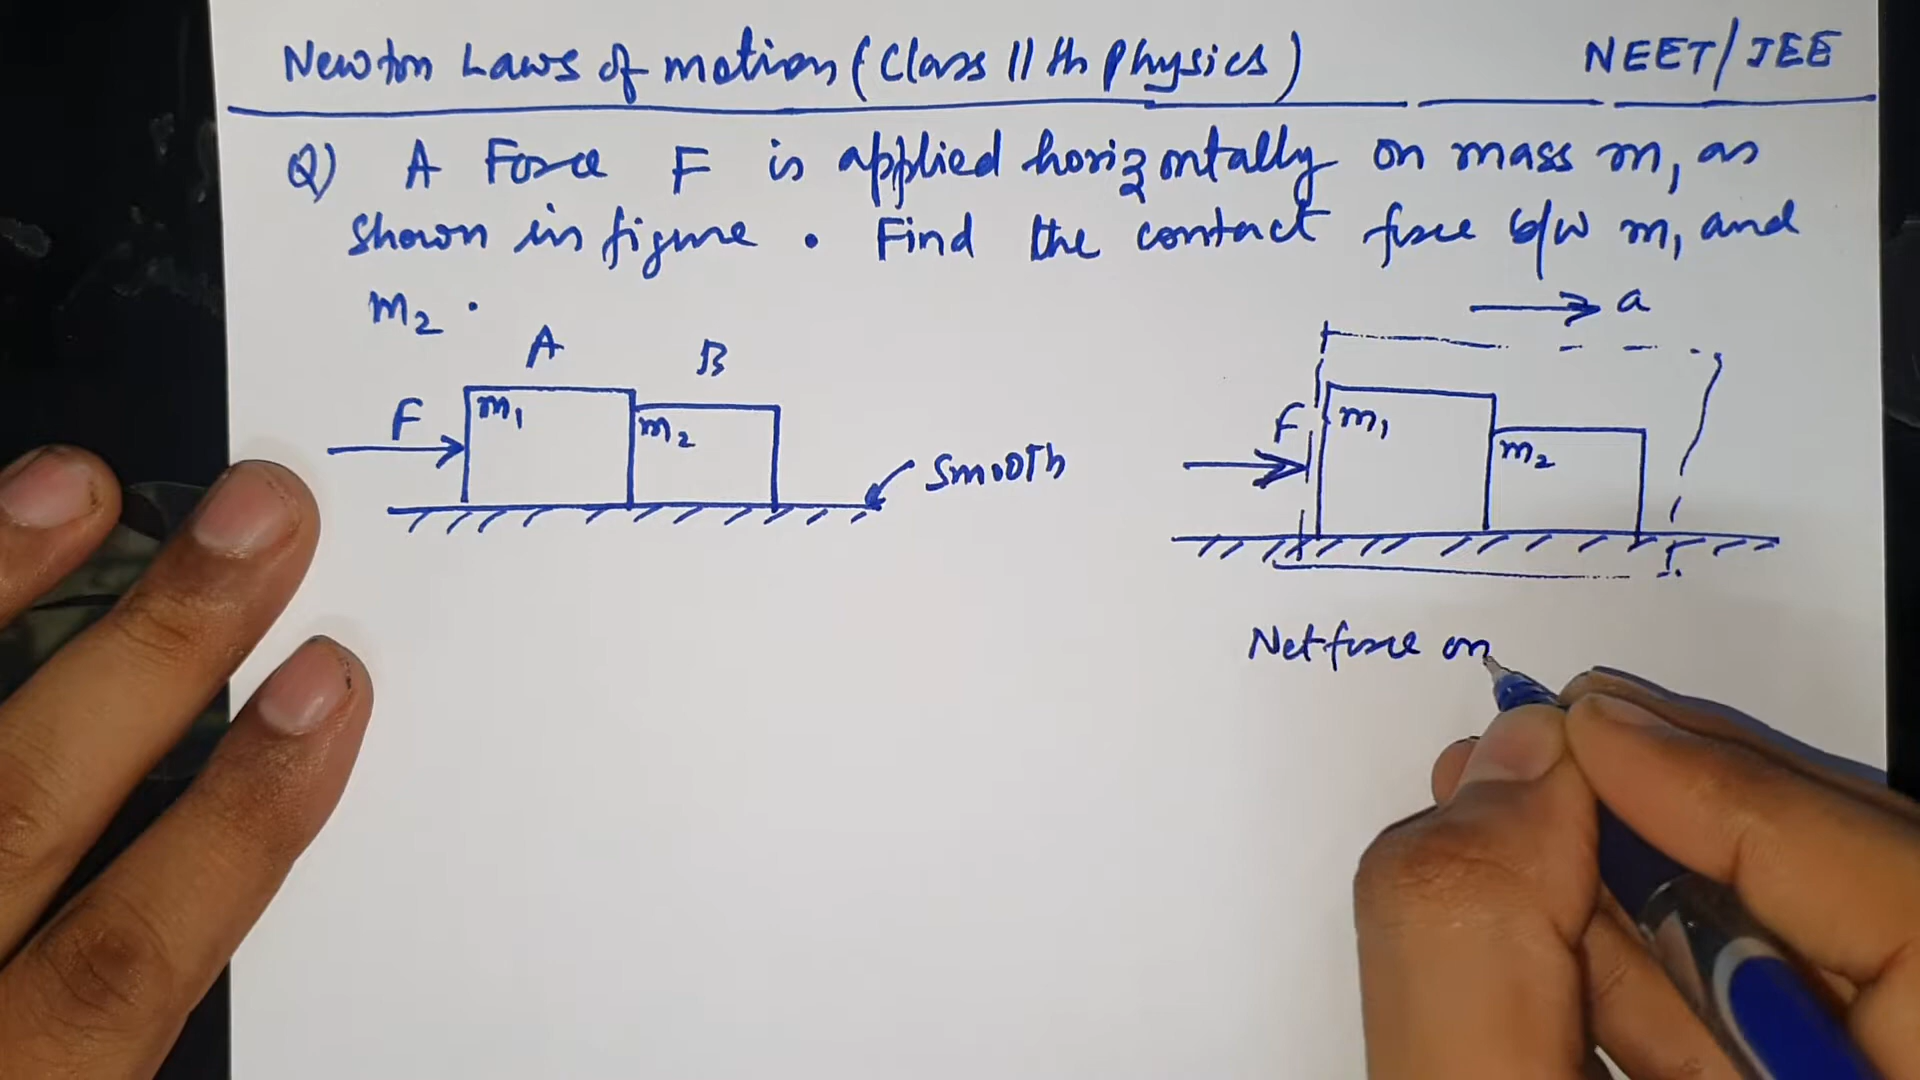 Newton Laws of motion (Class 11th Physics) NEET/JEE
Q) A Force F is applied horizontally on mass m₁ as
shown in figure. Find the contact force b/w m₁ and
m₂.
A B
F m₁ m₂ Smooth
a
F m₁ m₂
Net force on